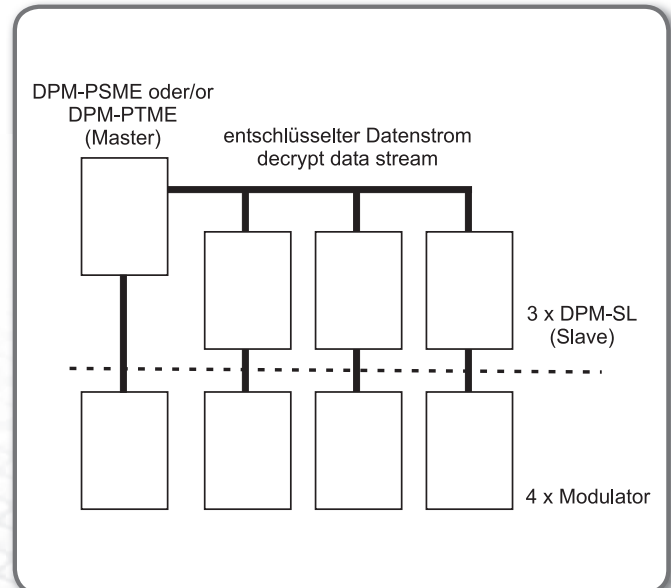 DPM-PSME oder/or
DPM-PTME
(Master)
entschlüsselter Datenstrom
decrypt data stream
3 x DPM-SL
(Slave)
4 x Modulator